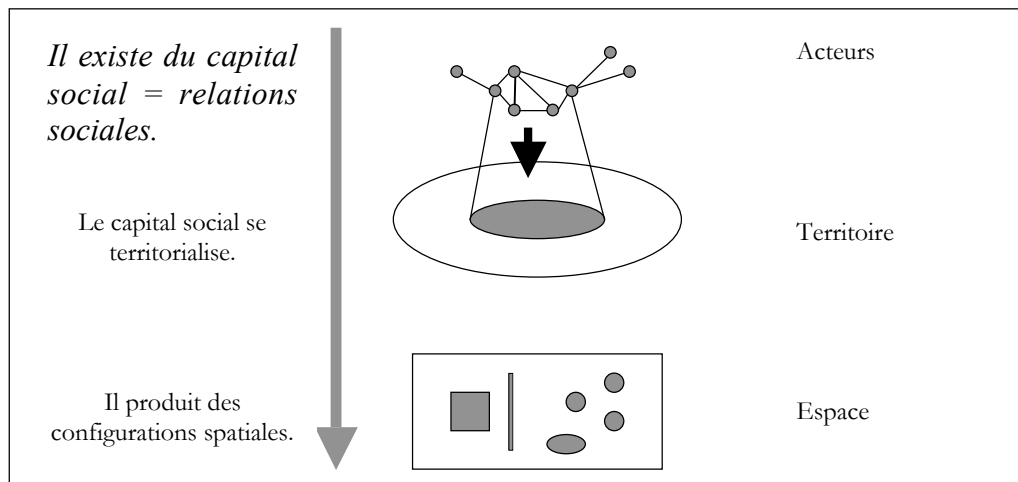 Il existe du capital
social = relations
sociales.
Acteurs
Le capital social se
territorialise.
Territoire
Il produit des
configurations spatiales.
Espace